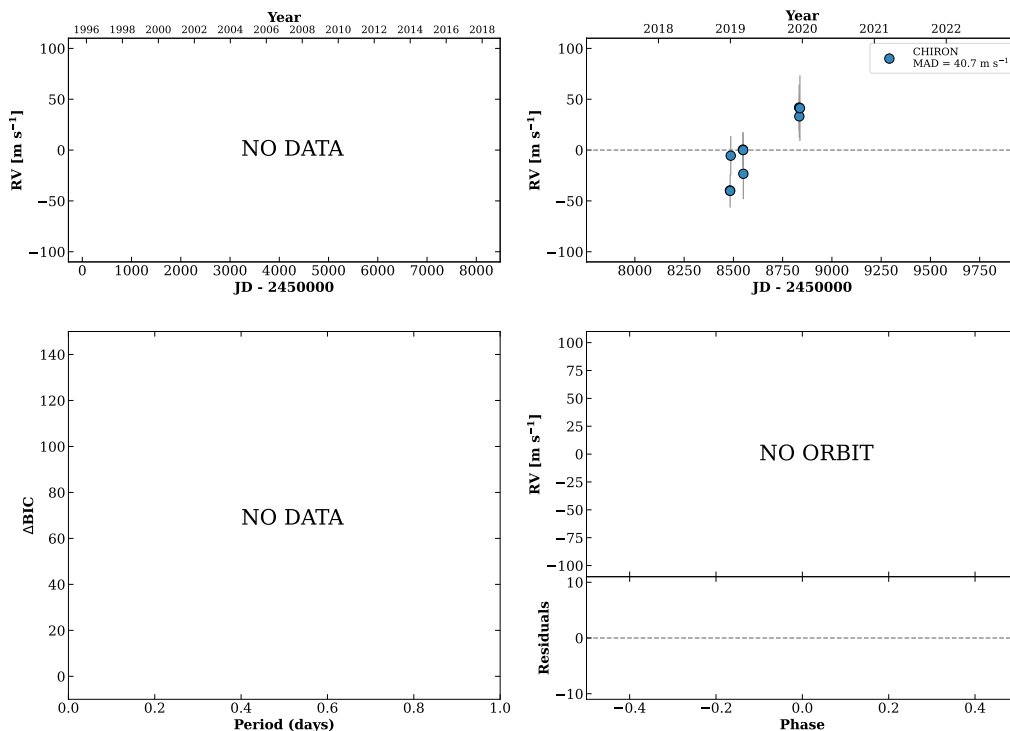 Year
1996 1998 2000 2002 2004 2006 2008 2010 2012 2014 2016 2018
100
50
0
−50
−100
RV [m s⁻¹]
NO DATA
0 1000 2000 3000 4000 5000 6000 7000 8000
JD - 2450000
Year
2018 2019 2020 2021 2022
100
50
0
−50
−100
RV [m s⁻¹]
CHIRON
MAD = 40.7 m s⁻¹
8000 8250 8500 8750 9000 9250 9500 9750
JD - 2450000
140
120
100
80
60
40
20
0
ΔBIC
NO DATA
0.0 0.2 0.4 0.6 0.8 1.0
Period (days)
100
75
50
25
0
−25
−50
−75
−100
RV [m s⁻¹]
NO ORBIT
10
0
−10
Residuals
−0.4 −0.2 0.0 0.2 0.4
Phase